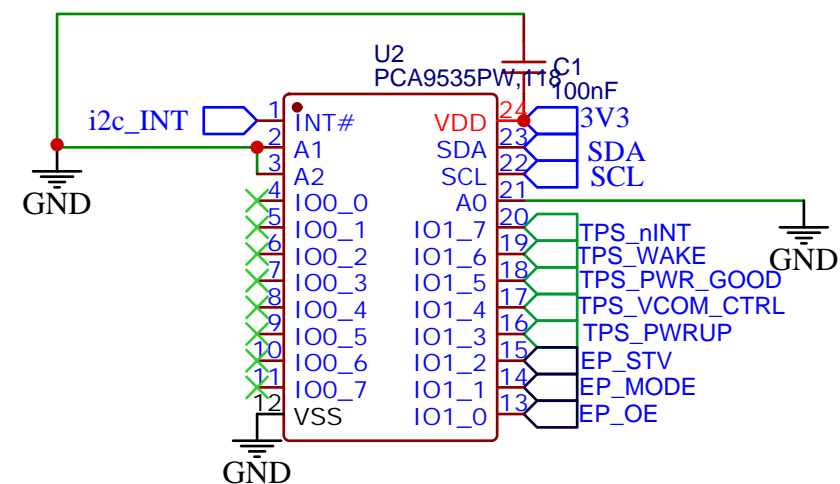 U2
PCA9535PW,118
C1
100nF
i2c_INT
1
INT#
2
A1
3
A2
4
IO0_0
5
IO0_1
6
IO0_2
7
IO0_3
8
IO0_4
9
IO0_5
10
IO0_6
11
IO0_7
12
VSS
GND
GND
VDD
24
3V3
SDA
23
SDA
SCL
22
SCL
A0
21
GND
IO1_7
20
TPS_nINT
IO1_6
19
TPS_WAKE
IO1_5
18
TPS_PWR_GOOD
IO1_4
17
TPS_VCOM_CTRL
IO1_3
16
TPS_PWRUP
IO1_2
15
EP_STV
IO1_1
14
EP_MODE
IO1_0
13
EP_OE